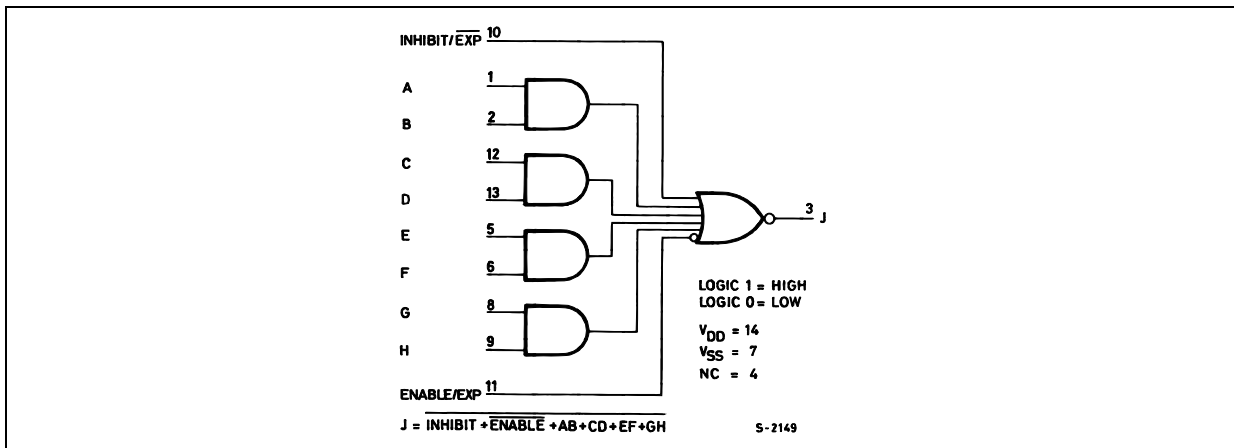 INHIBIT/EXP 10
A 1
B 2
C 12
D 13
E 5
F 6
G 8
H 9
ENABLE/EXP 11
3 J
LOGIC 1 = HIGH
LOGIC 0 = LOW
VDD = 14
VSS = 7
NC = 4
J = INHIBIT + ENABLE + AB + CD + EF + GH
S-2149